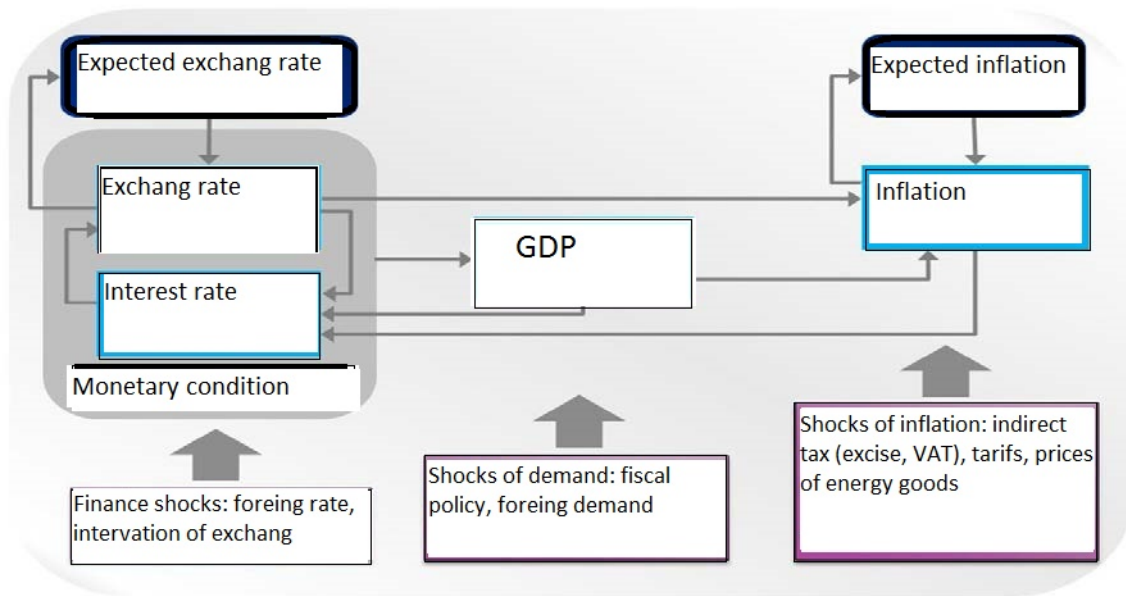 Expected exchang rate
Expected inflation
Exchang rate
Inflation
GDP
Interest rate
Monetary condition
Shocks of inflation: indirect
tax (excise, VAT), tarifs, prices
of energy goods
Shocks of demand: fiscal
policy, foreing demand
Finance shocks: foreing rate,
intervation of exchang